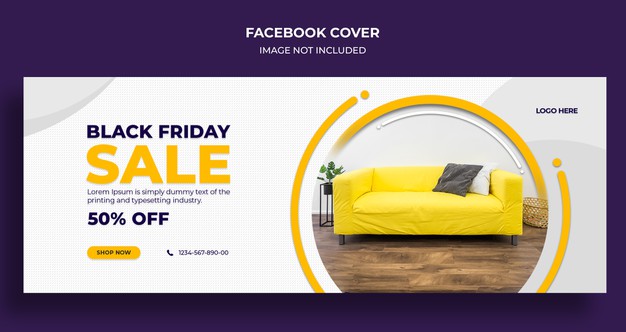 FACEBOOK COVER
IMAGE NOT INCLUDED
LOGO HERE
BLACK FRIDAY
SALE
Lorem Ipsum is simply dummy text of the
printing and typesetting industry.
50% OFF
SHOP NOW
1234-567-890-00